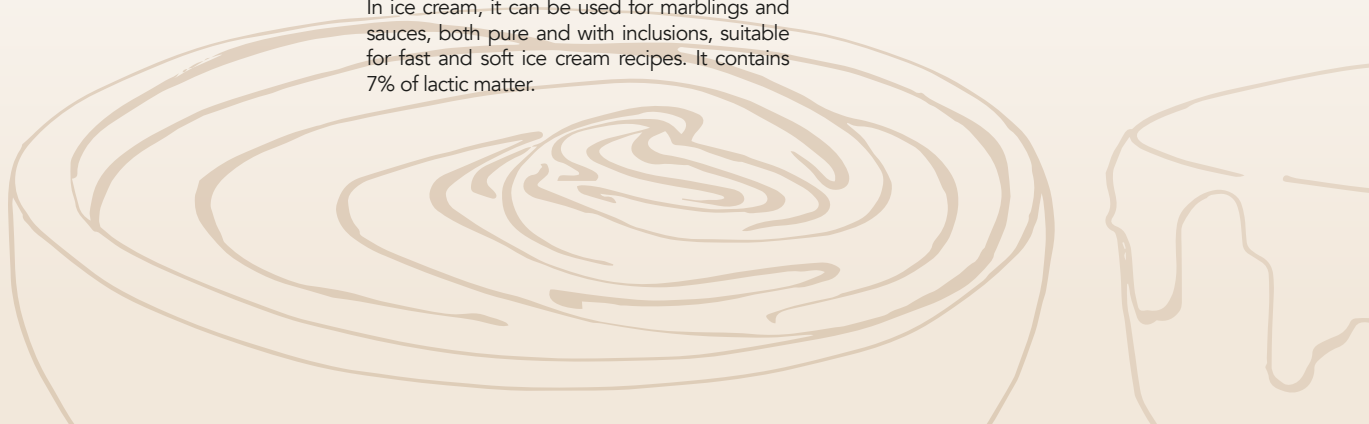 In ice cream, it can be used for marblings and
sauces, both pure and with inclusions, suitable
for fast and soft ice cream recipes. It contains
7% of lactic matter.